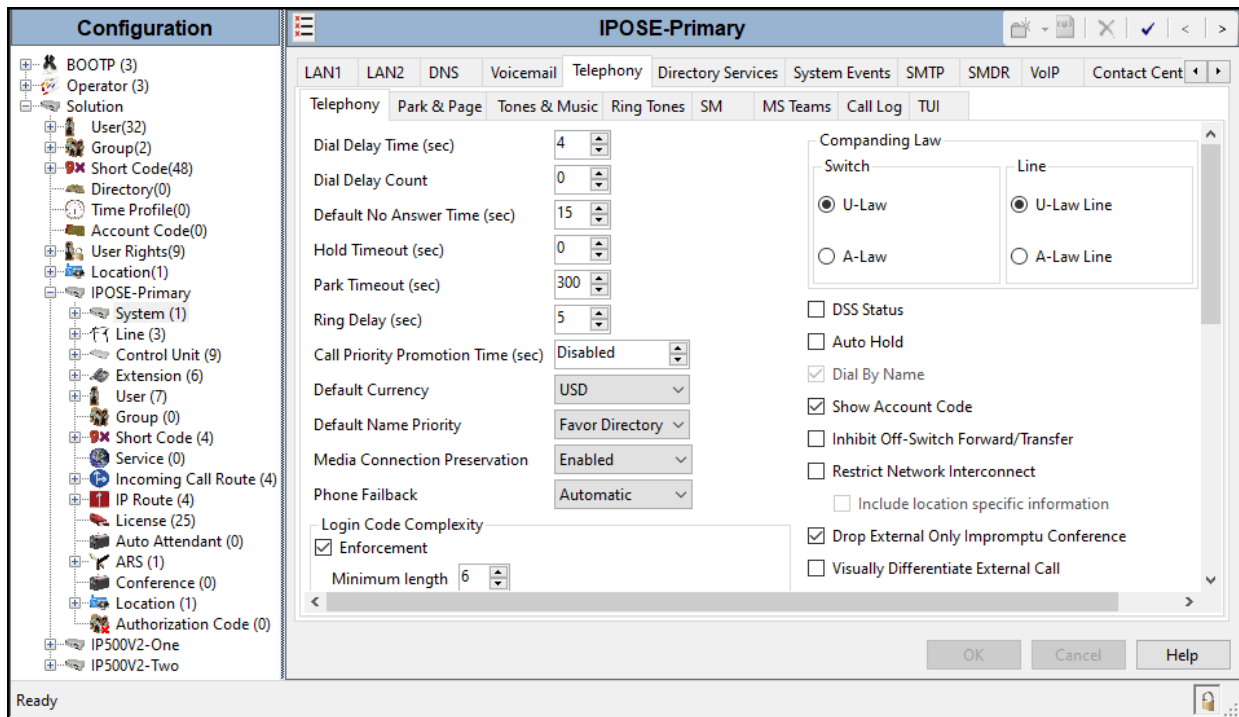 Configuration
BOOTP (3)
Operator (3)
Solution
User(32)
Group(2)
Short Code(48)
Directory(0)
Time Profile(0)
Account Code(0)
User Rights(9)
Location(1)
IPOSE-Primary
System (1)
Line (3)
Control Unit (9)
Extension (6)
User (7)
Group (0)
Short Code (4)
Service (0)
Incoming Call Route (4)
IP Route (4)
License (25)
Auto Attendant (0)
ARS (1)
Conference (0)
Location (1)
Authorization Code (0)
IP500V2-One
IP500V2-Two
IPOSE-Primary
LAN1 LAN2 DNS Voicemail Telephony Directory Services System Events SMTP SMDR VoIP Contact Cent
Telephony Park & Page Tones & Music Ring Tones SM MS Teams Call Log TUI
Dial Delay Time (sec) 4
Dial Delay Count 0
Default No Answer Time (sec) 15
Hold Timeout (sec) 0
Park Timeout (sec) 300
Ring Delay (sec) 5
Call Priority Promotion Time (sec) Disabled
Default Currency USD
Default Name Priority Favor Directory
Media Connection Preservation Enabled
Phone Failback Automatic
Login Code Complexity
Enforcement
Minimum length 6
Companding Law
Switch Line
U-Law U-Law Line
A-Law A-Law Line
DSS Status
Auto Hold
Dial By Name
Show Account Code
Inhibit Off-Switch Forward/Transfer
Restrict Network Interconnect
Include location specific information
Drop External Only Impromptu Conference
Visually Differentiate External Call
OK Cancel Help
Ready